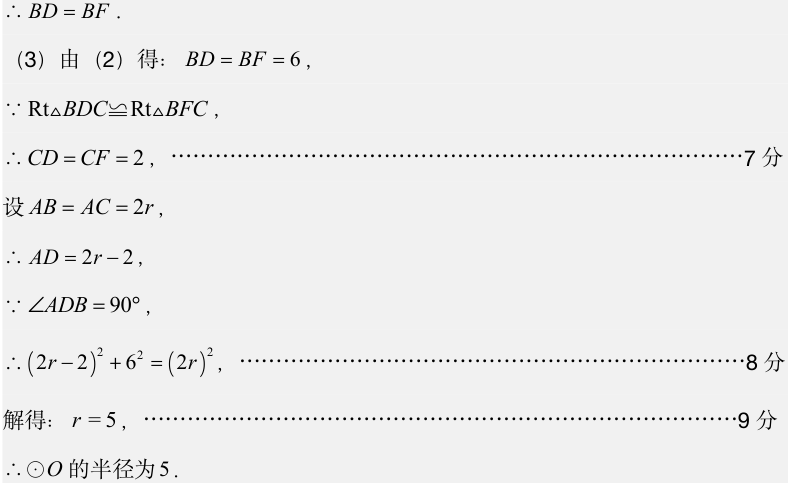 ∴ BD = BF .
(3) 由 (2) 得： BD = BF = 6 ,
∵ Rt△BDC≌Rt△BFC ,
∴ CD = CF = 2 , ………………………………………………………………………7 分
设 AB = AC = 2r ,
∴ AD = 2r − 2 ,
∵ ∠ADB = 90° ,
∴ (2r − 2)² + 6² = (2r)² , ………………………………………………………………8 分
解得： r = 5 , …………………………………………………………………………9 分
∴ ⊙O 的半径为 5 .